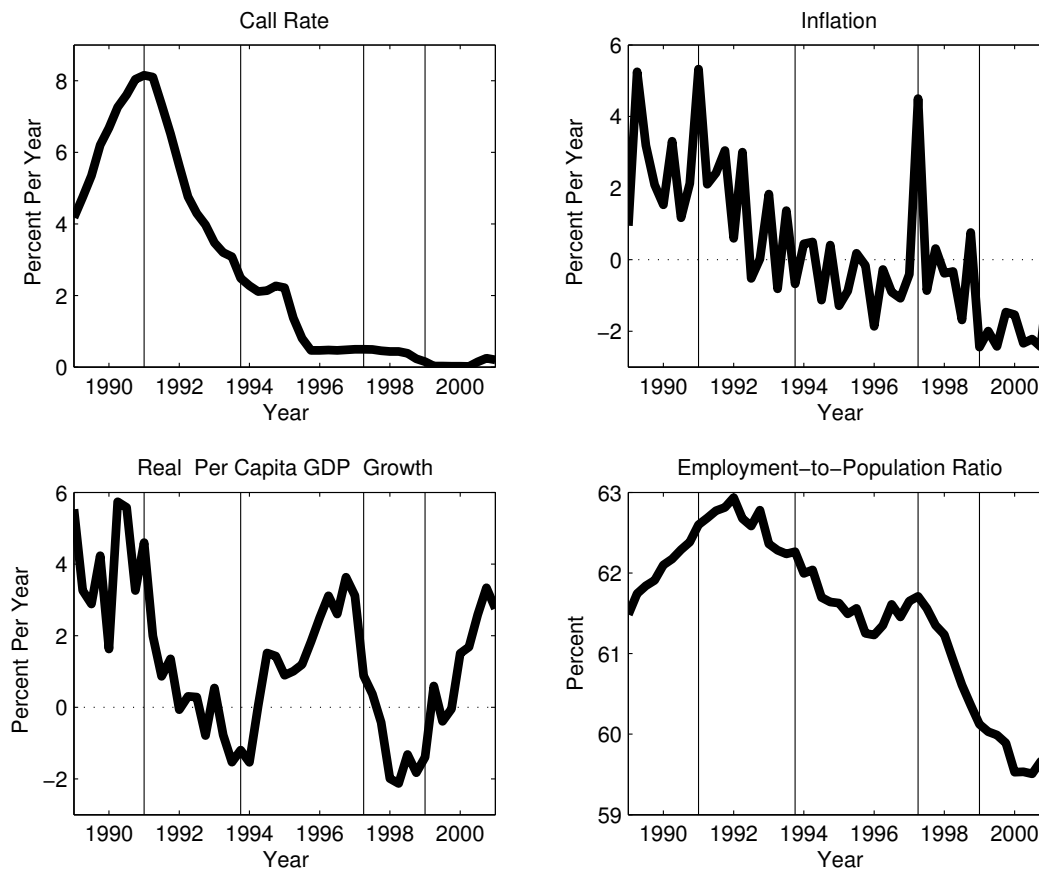 Call Rate
Percent Per Year
8
6
4
2
0
1990 1992 1994 1996 1998 2000
Year
Inflation
Percent Per Year
6
4
2
0
−2
1990 1992 1994 1996 1998 2000
Year
Real Per Capita GDP Growth
Percent Per Year
6
4
2
0
−2
1990 1992 1994 1996 1998 2000
Year
Employment−to−Population Ratio
Percent
63
62
61
60
59
1990 1992 1994 1996 1998 2000
Year